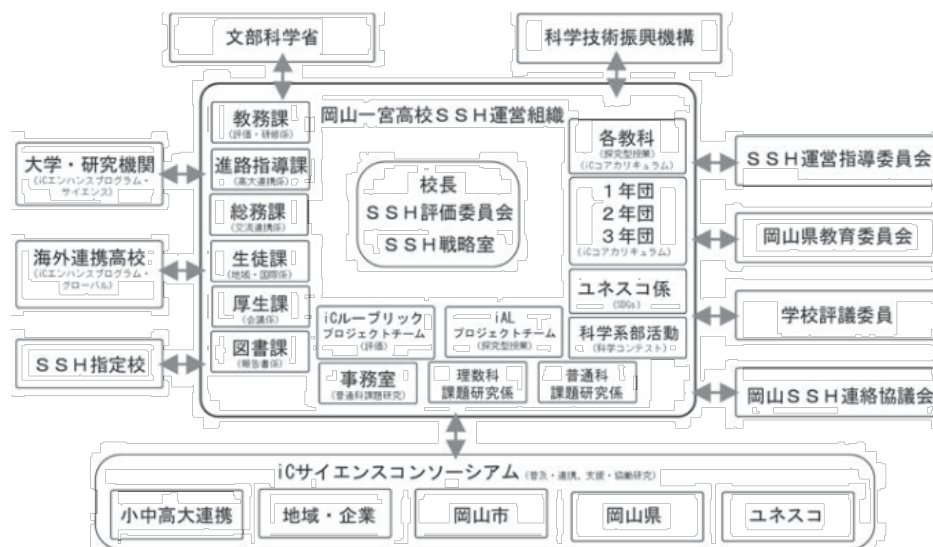 文部科学省
科学技術振興機構
岡山一宮高校ＳＳＨ運営組織
教務課
(評価・研修係)
進路指導課
(高大連携係)
総務課
(交流連携係)
生徒課
(地域・国際係)
厚生課
(会議係)
図書課
(報告書係)
校長
ＳＳＨ評価委員会
ＳＳＨ戦略室
各教科
(探究型授業)
(iCコアカリキュラム)
１年団
２年団
３年団
(iCコアカリキュラム)
ユネスコ係
(SDGs)
科学系部活動
(科学コンテスト)
iCルーブリック
プロジェクトチーム
(評価)
iAL
プロジェクトチーム
(探究型授業)
事務室
(普通科課題研究)
理数科
課題研究係
普通科
課題研究係
大学・研究機関
(iCエンハンスプログラム・
サイエンス)
海外連携高校
(iCエンハンスプログラム・
グローバル)
ＳＳＨ指定校
ＳＳＨ運営指導委員会
岡山県教育委員会
学校評議委員
岡山ＳＳＨ連絡協議会
iCサイエンスコンソーシアム (普及・連携, 支援・協働研究)
小中高大連携
地域・企業
岡山市
岡山県
ユネスコ